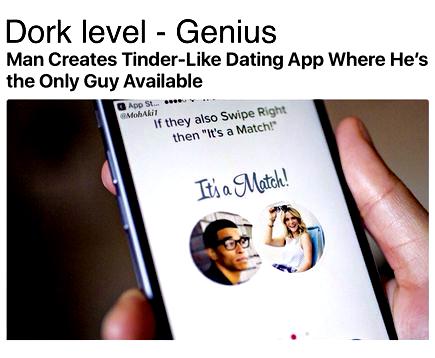 Dork level - Genius
Man Creates Tinder-Like Dating App Where He's
the Only Guy Available
App St...
@MohAki1
If they also Swipe Right
then "It's a Match!"
It's a Match!